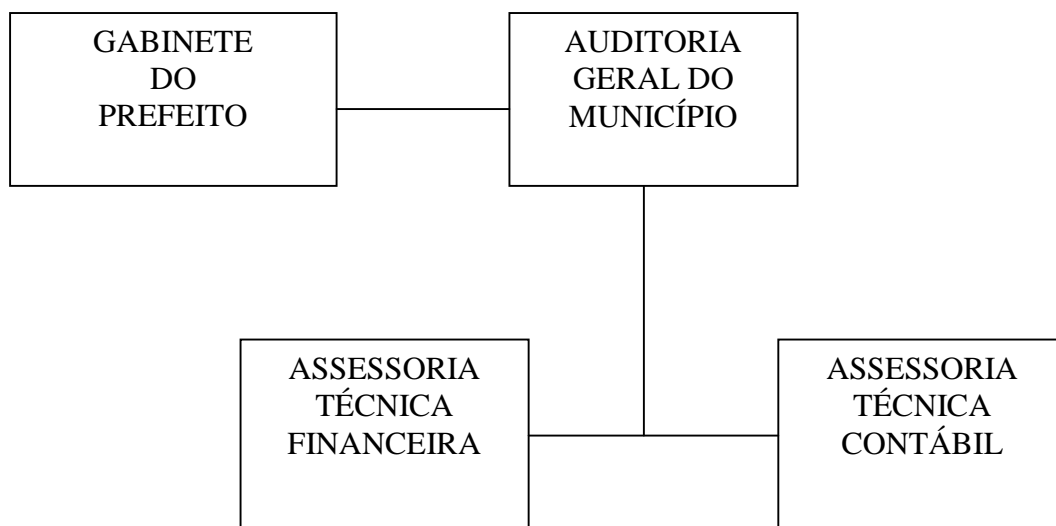 GABINETE
DO
PREFEITO
AUDITORIA
GERAL DO
MUNICÍPIO
ASSESSORIA
TÉCNICA
FINANCEIRA
ASSESSORIA
TÉCNICA
CONTÁBIL